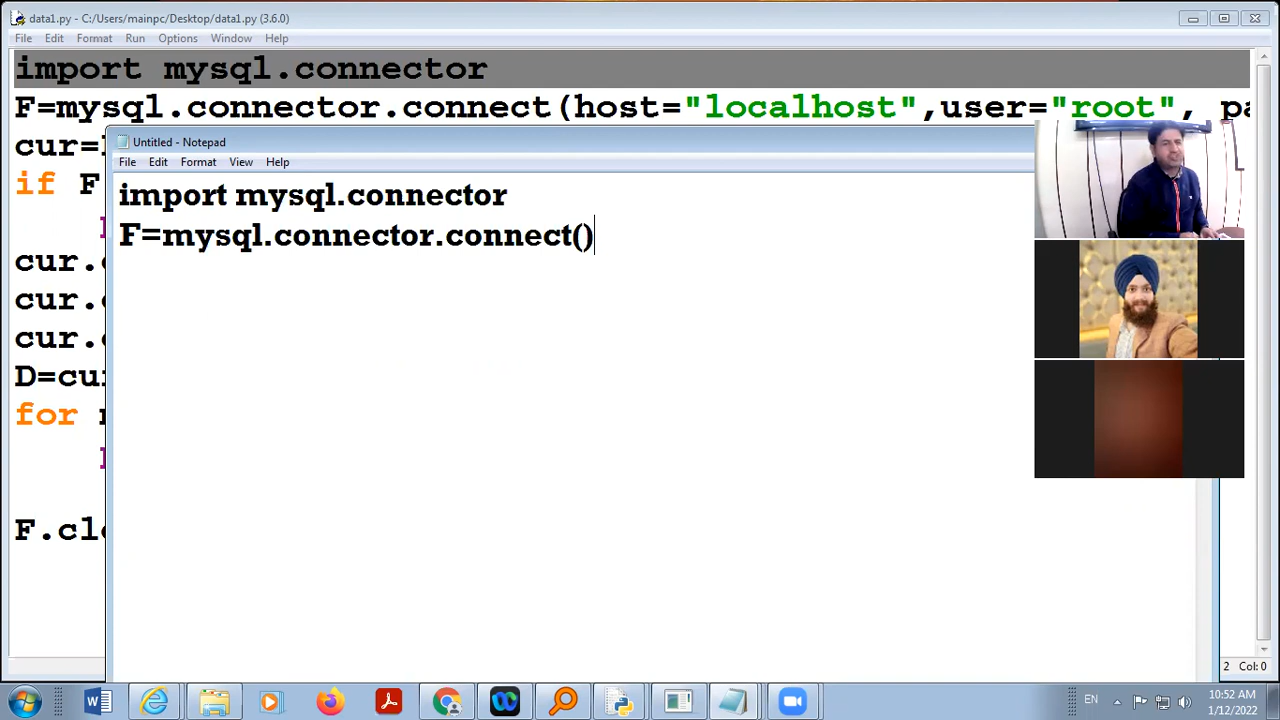 data1.py - C:/Users/mainpc/Desktop/data1.py (3.6.0)
File Edit Format Run Options Window Help
import mysql.connector
F=mysql.connector.connect(host="localhost",user="root", pa
cur=
if F
cur.
cur.
cur.
D=cur
for
F.clo
Untitled - Notepad
File Edit Format View Help
import mysql.connector
F=mysql.connector.connect()
2 Col: 0
EN
10:52 AM
1/12/2022